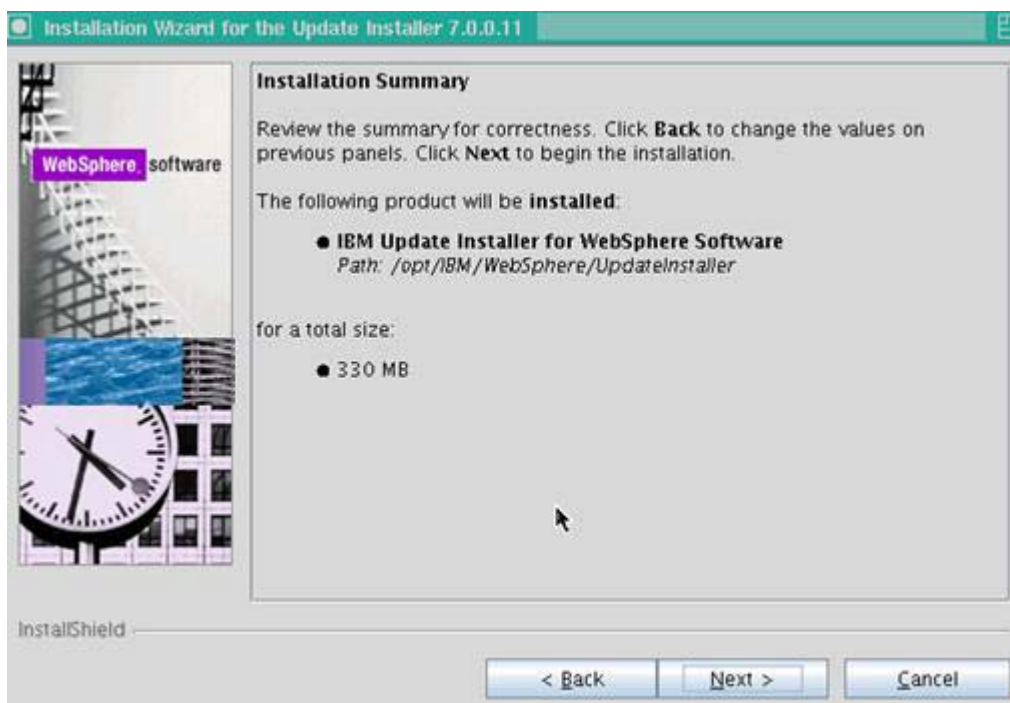 Installation Wizard for the Update Installer 7.0.0.11
WebSphere. software
Installation Summary
Review the summary for correctness. Click Back to change the values on
previous panels. Click Next to begin the installation.
The following product will be installed:
IBM Update Installer for WebSphere Software
Path: /opt/IBM/WebSphere/UpdateInstaller
for a total size:
330 MB
InstallShield
< Back
Next >
Cancel